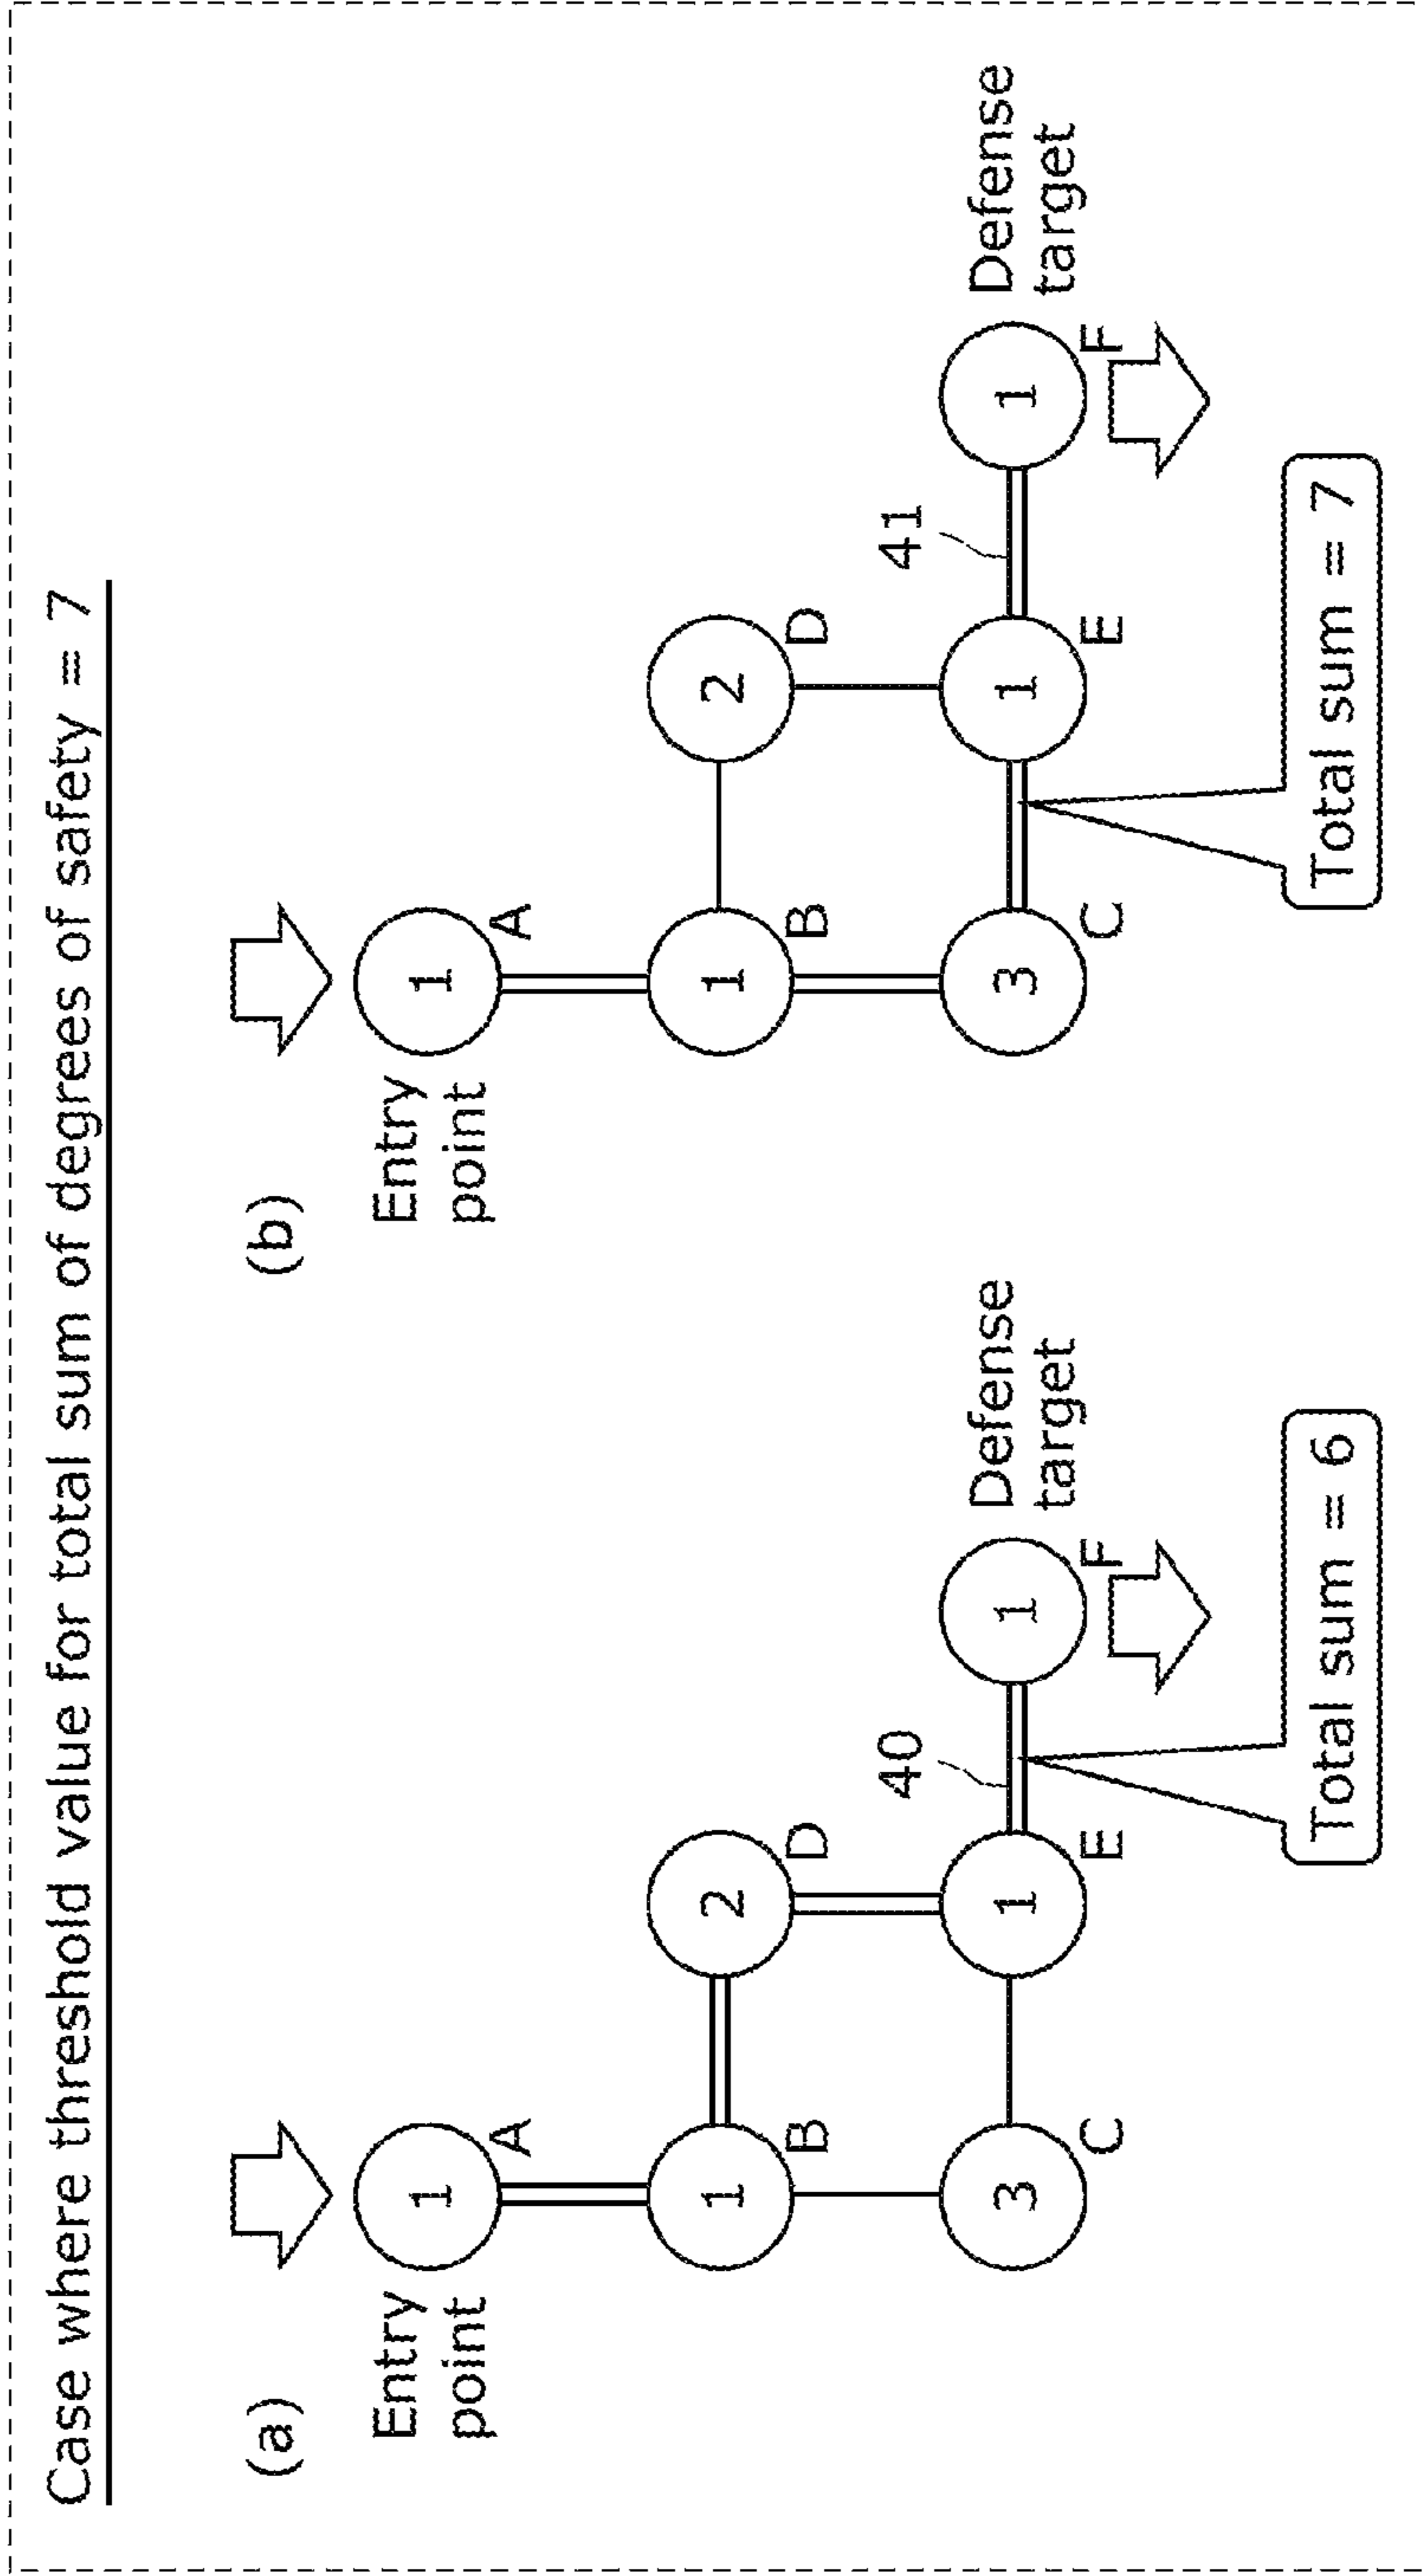 Case where threshold value for total sum of degrees of safety = 7
(a)
Entry
point
1
A
1
B
2
D
3
C
1
E
40
1
F
Defense
target
Total sum = 6
(b)
Entry
point
1
A
1
B
2
D
3
C
1
E
41
1
F
Defense
target
Total sum = 7